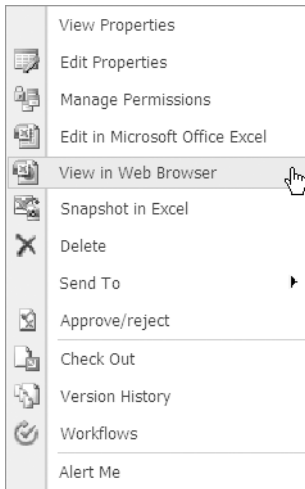 View Properties
Edit Properties
Manage Permissions
Edit in Microsoft Office Excel
View in Web Browser
Snapshot in Excel
Delete
Send To
Approve/reject
Check Out
Version History
Workflows
Alert Me